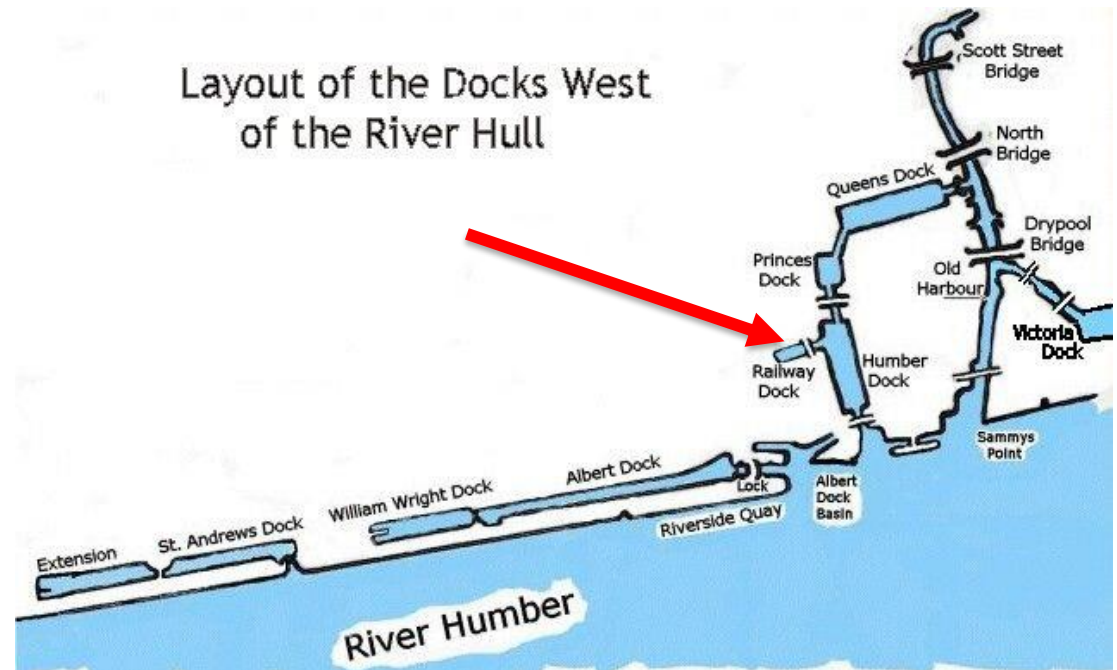 Layout of the Docks West
of the River Hull
Scott Street
Bridge
North
Bridge
Queens Dock
Drypool
Bridge
Princes
Dock
Old
Harbour
Victoria
Dock
Railway
Dock
Humber
Dock
Sammys
Point
Albert Dock
Lock
Albert
Dock
Basin
William Wright Dock
Riverside Quay
St. Andrews Dock
Extension
River Humber